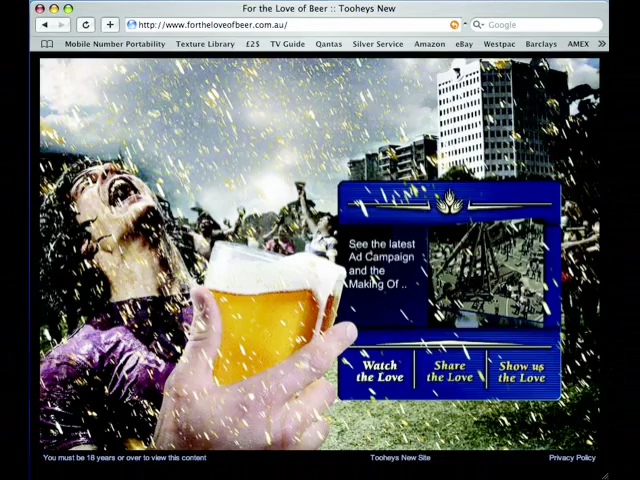 For the Love of Beer :: Tooheys New
http://www.fortheloveofbeer.com.au/
Google
Mobile Number Portability Texture Library £2$ TV Guide Qantas Silver Service Amazon eBay Westpac Barclays AMEX
See the latest
Ad Campaign
and the
Making Of ..
Watch
the Love
Share
the Love
Show us
the Love
You must be 18 years or over to view this content Tooheys New Site Privacy Policy